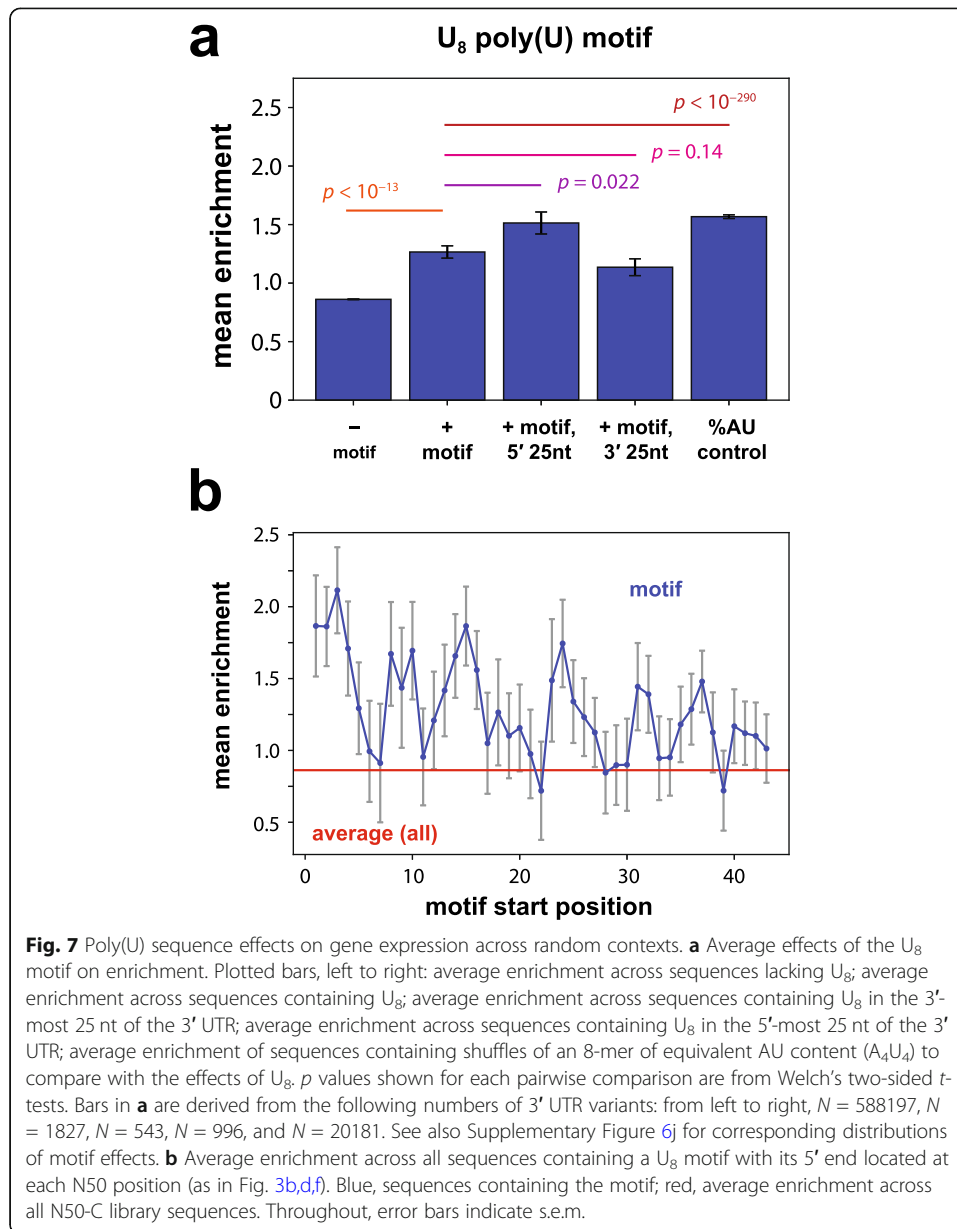 a
U₈ poly(U) motif
mean enrichment
2.5
2.0
1.5
1.0
0.5
0
p < 10⁻²⁹⁰
p = 0.14
p = 0.022
p < 10⁻¹³
–
motif
+
motif
+ motif,
5′ 25nt
+ motif,
3′ 25nt
%AU
control
b
mean enrichment
2.5
2.0
1.5
1.0
0.5
motif
average (all)
0
10
20
30
40
motif start position
Fig. 7 Poly(U) sequence effects on gene expression across random contexts. a Average effects of the U₈
motif on enrichment. Plotted bars, left to right: average enrichment across sequences lacking U₈; average
enrichment across sequences containing U₈; average enrichment across sequences containing U₈ in the 3′-
most 25 nt of the 3′ UTR; average enrichment across sequences containing U₈ in the 5′-most 25 nt of the 3′
UTR; average enrichment of sequences containing shuffles of an 8-mer of equivalent AU content (A₄U₄) to
compare with the effects of U₈. p values shown for each pairwise comparison are from Welch's two-sided t-
tests. Bars in a are derived from the following numbers of 3′ UTR variants: from left to right, N = 588197, N
= 1827, N = 543, N = 996, and N = 20181. See also Supplementary Figure 6j for corresponding distributions
of motif effects. b Average enrichment across all sequences containing a U₈ motif with its 5′ end located at
each N50 position (as in Fig. 3b,d,f). Blue, sequences containing the motif; red, average enrichment across
all N50-C library sequences. Throughout, error bars indicate s.e.m.